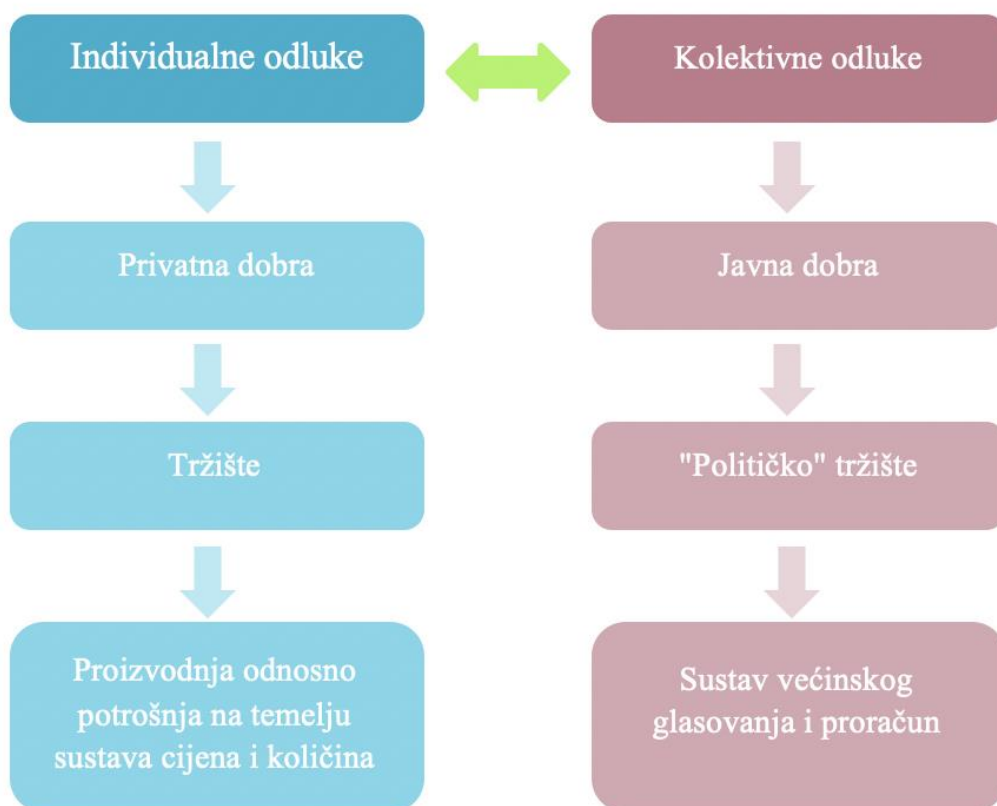 Individualne odluke
Kolektivne odluke
Privatna dobra
Javna dobra
Tržište
"Političko" tržište
Proizvodnja odnosno
potrošnja na temelju
sustava cijena i količina
Sustav većinskog
glasovanja i proračun